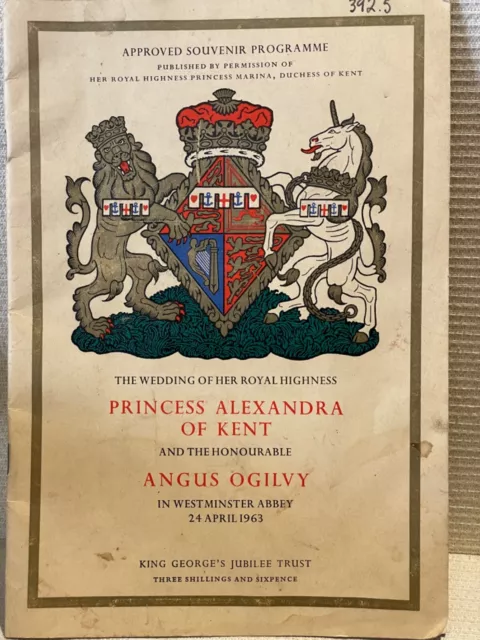 392.5
APPROVED SOUVENIR PROGRAMME
PUBLISHED BY PERMISSION OF
HER ROYAL HIGHNESS PRINCESS MARINA, DUCHESS OF KENT
THE WEDDING OF HER ROYAL HIGHNESS
PRINCESS ALEXANDRA
OF KENT
AND THE HONOURABLE
ANGUS OGILVY
IN WESTMINSTER ABBEY
24 APRIL 1963
KING GEORGE'S JUBILEE TRUST
THREE SHILLINGS AND SIXPENCE